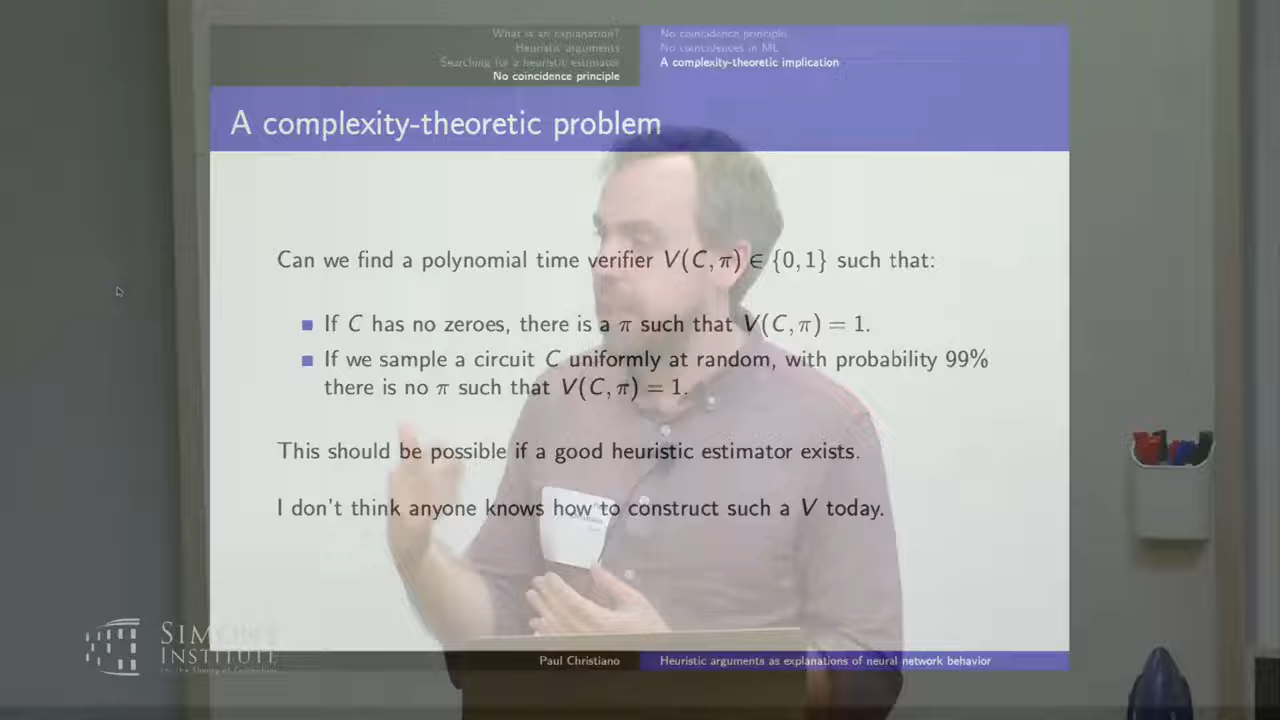 What is an explanation?
Heuristic arguments
Searching for a heuristic estimator
No coincidence principle
No coincidence principle
No coincidences in ML
A complexity-theoretic implication
A complexity-theoretic problem
Can we find a polynomial time verifier V(C, π) ∈ {0, 1} such that:
If C has no zeroes, there is a π such that V(C, π) = 1.
If we sample a circuit C uniformly at random, with probability 99%
there is no π such that V(C, π) = 1.
This should be possible if a good heuristic estimator exists.
I don't think anyone knows how to construct such a V today.
SIMONS
INSTITUTE
Paul Christiano
Heuristic arguments as explanations of neural network behavior